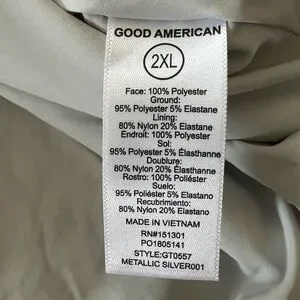 GOOD AMERICAN
2XL
Face: 100% Polyester
Ground:
95% Polyester 5% Elastane
Lining:
80% Nylon 20% Elastane
Endroit: 100% Polyester
Sol:
95% Polyester 5% Élasthanne
Doublure:
80% Nylon 20% Élasthanne
Rostro: 100% Poliéster
Suelo:
95% Poliéster 5% Elastano
Recubrimiento:
80% Nylon 20% Elastano
MADE IN VIETNAM
RN#151301
PO1805141
STYLE:GT0557
METALLIC SILVER001